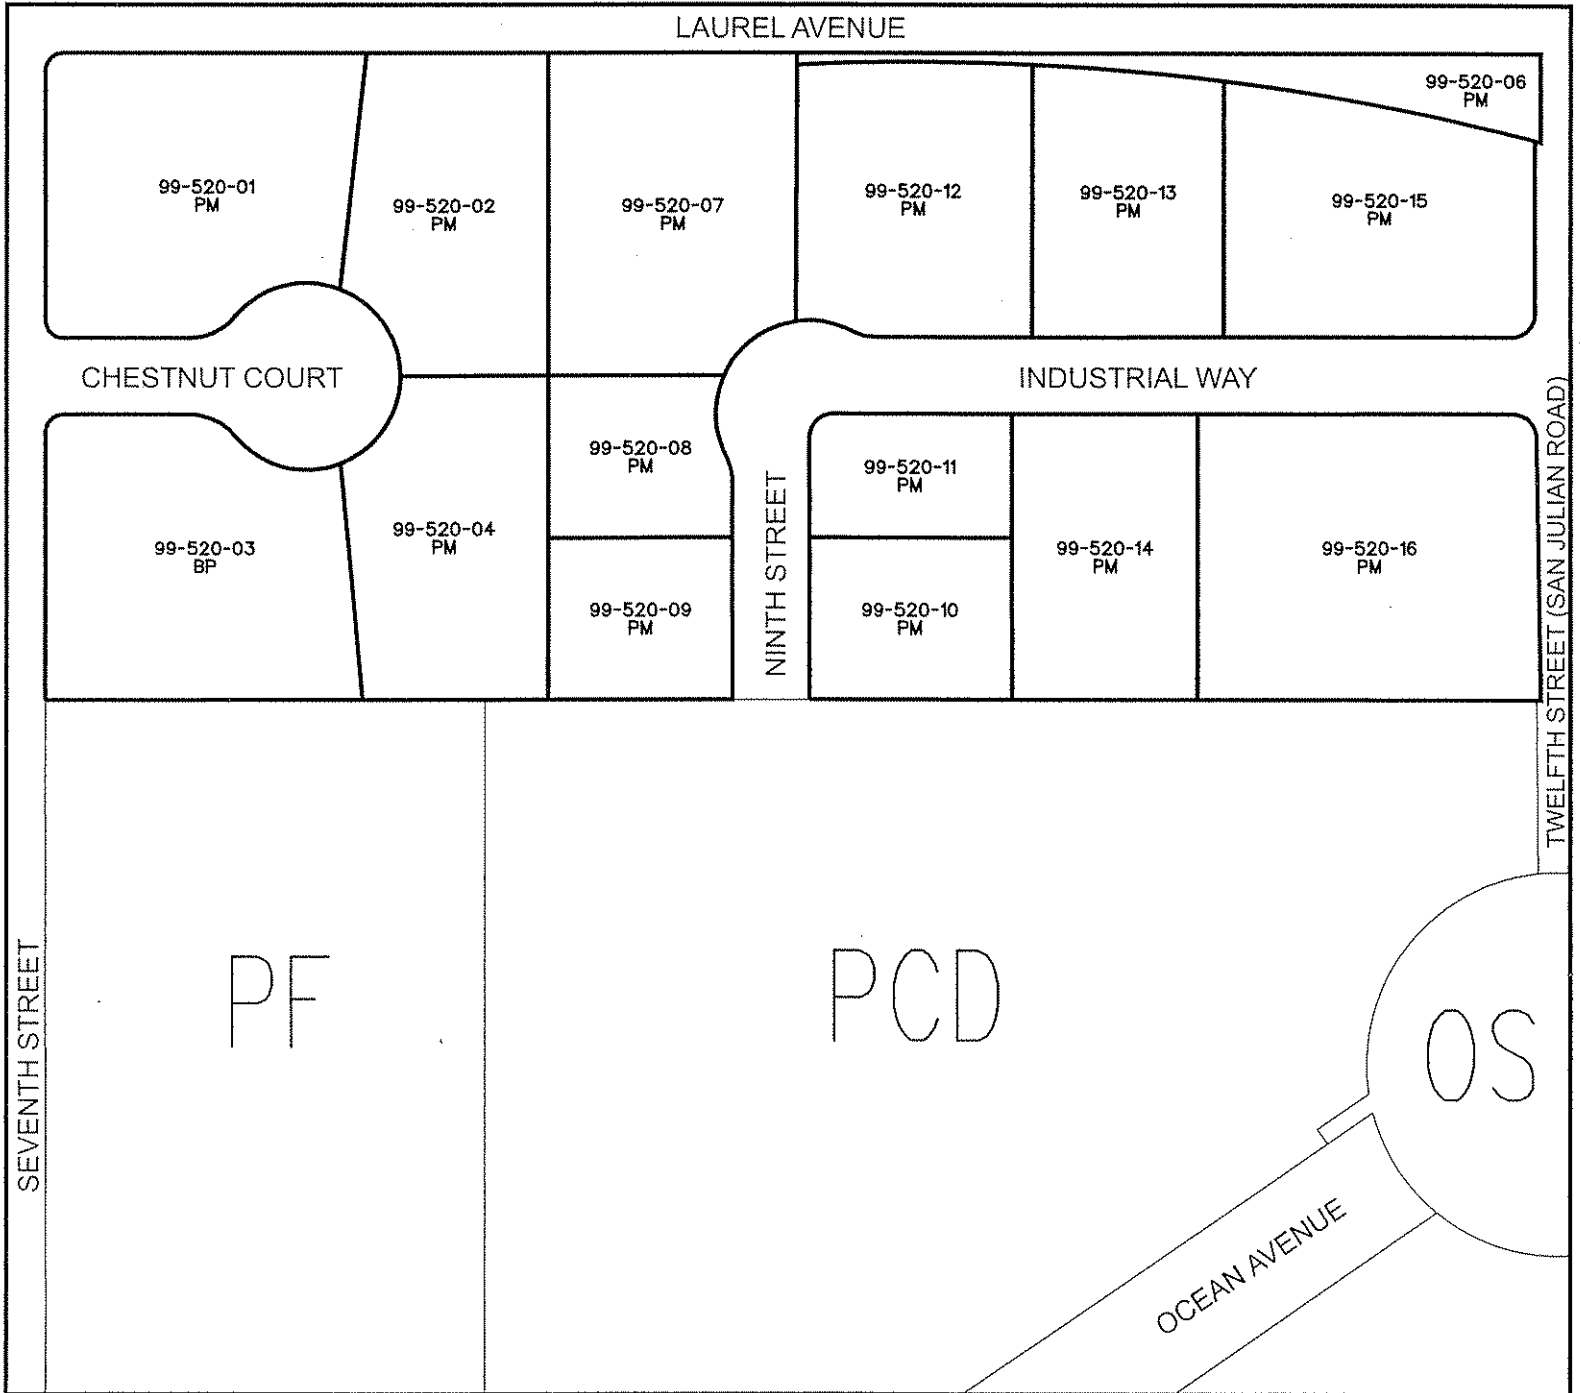 LAUREL AVENUE
99-520-06
PM
99-520-01
PM
99-520-02
PM
99-520-07
PM
99-520-12
PM
99-520-13
PM
99-520-15
PM
CHESTNUT COURT
INDUSTRIAL WAY
99-520-08
PM
99-520-11
PM
99-520-03
BP
99-520-04
PM
99-520-09
PM
NINTH STREET
99-520-10
PM
99-520-14
PM
99-520-16
PM
TWELFTH STREET (SAN JULIAN ROAD)
SEVENTH STREET
PF
PCD
OS
OCEAN AVENUE